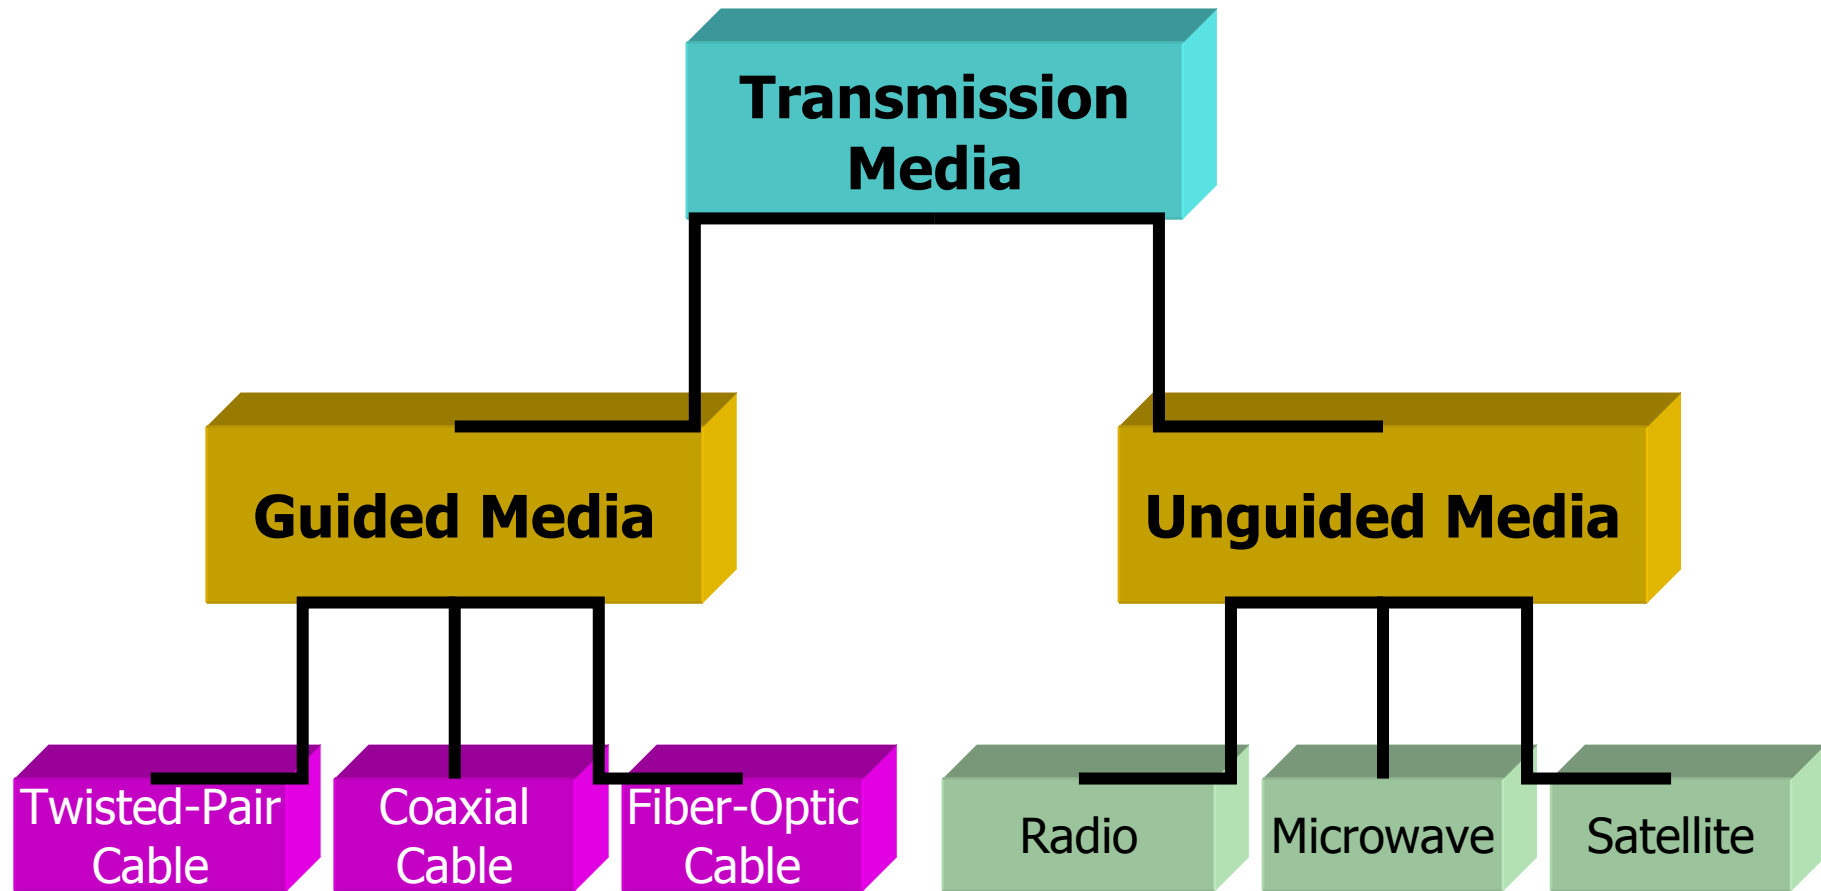 Transmission
Media
Guided Media
Unguided Media
Twisted-Pair
Cable
Coaxial
Cable
Fiber-Optic
Cable
Radio
Microwave
Satellite